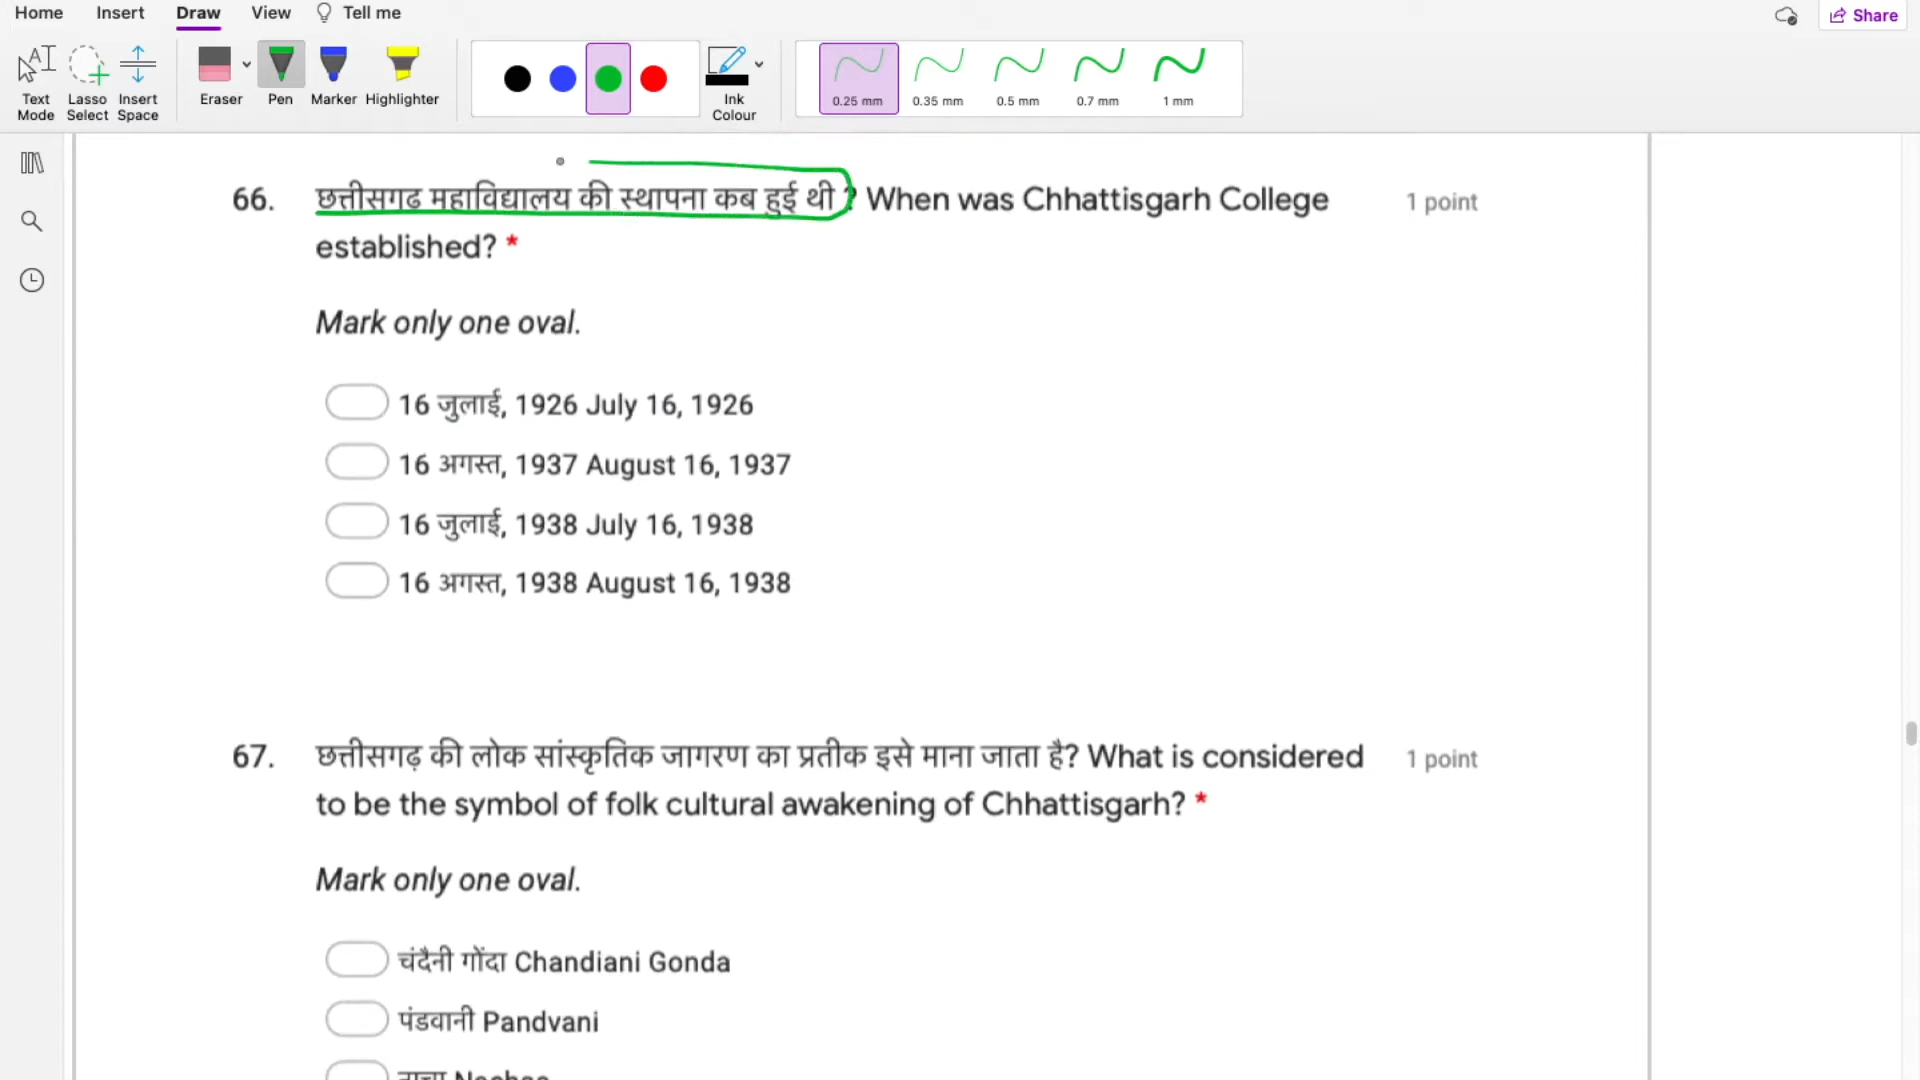 Home Insert Draw View Tell me Share
Text Mode Lasso Select Insert Space Eraser Pen Marker Highlighter Ink Colour 0.25 mm 0.35 mm 0.5 mm 0.7 mm 1 mm
66. छत्तीसगढ महाविद्यालय की स्थापना कब हुई थी ? When was Chhattisgarh College 1 point
established? *
Mark only one oval.
16 जुलाई, 1926 July 16, 1926
16 अगस्त, 1937 August 16, 1937
16 जुलाई, 1938 July 16, 1938
16 अगस्त, 1938 August 16, 1938
67. छत्तीसगढ़ की लोक सांस्कृतिक जागरण का प्रतीक इसे माना जाता है? What is considered 1 point
to be the symbol of folk cultural awakening of Chhattisgarh? *
Mark only one oval.
चंदैनी गोंदा Chandiani Gonda
पंडवानी Pandvani